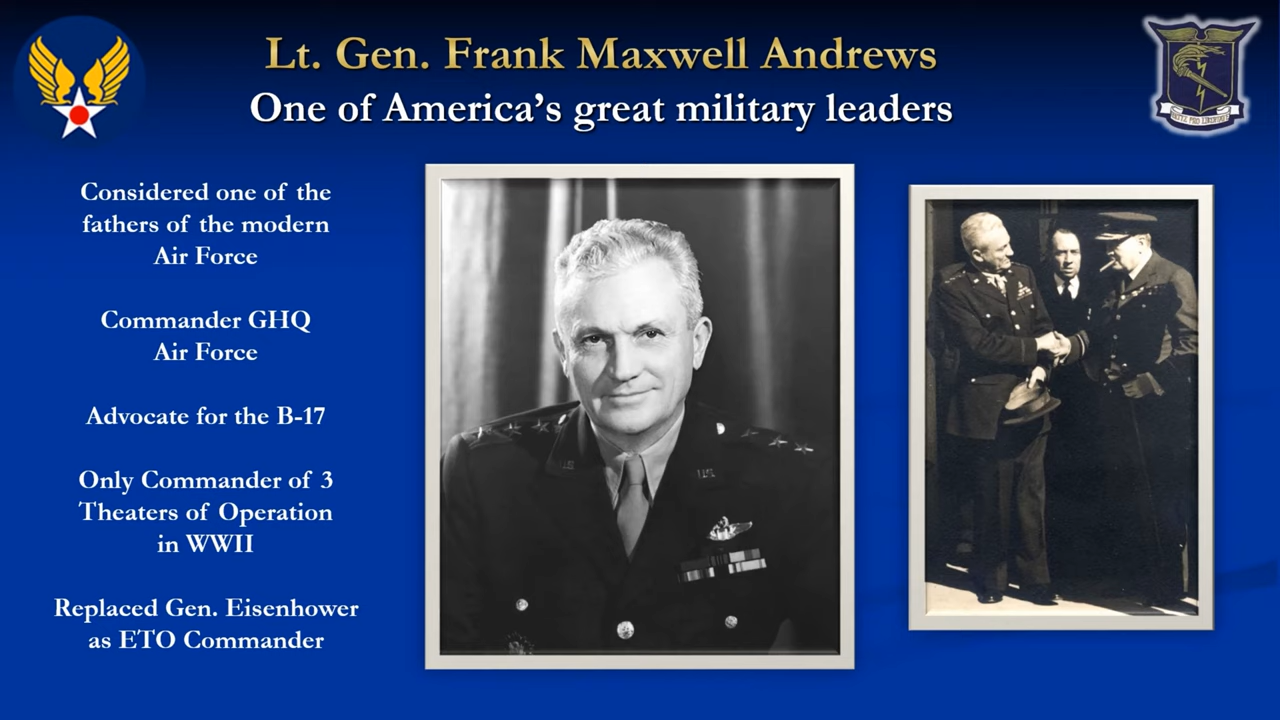 Lt. Gen. Frank Maxwell Andrews
One of America's great military leaders
Considered one of the
fathers of the modern
Air Force
Commander GHQ
Air Force
Advocate for the B-17
Only Commander of 3
Theaters of Operation
in WWII
Replaced Gen. Eisenhower
as ETO Commander
U.S.
U.S.